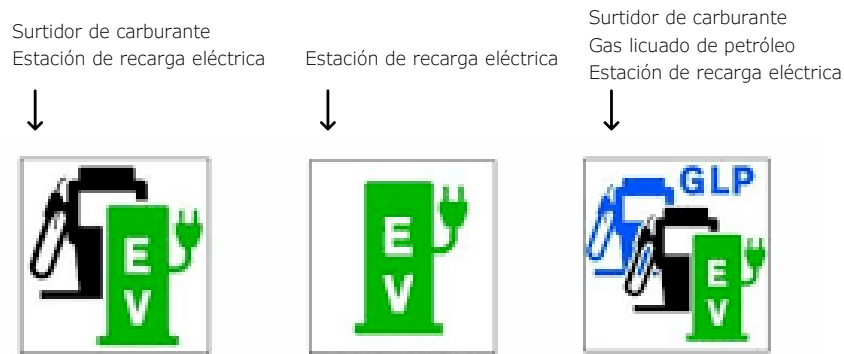 Surtidor de carburante
Estación de recarga eléctrica
Estación de recarga eléctrica
Surtidor de carburante
Gas licuado de petróleo
Estación de recarga eléctrica
E
V
E
V
GLP
E
V